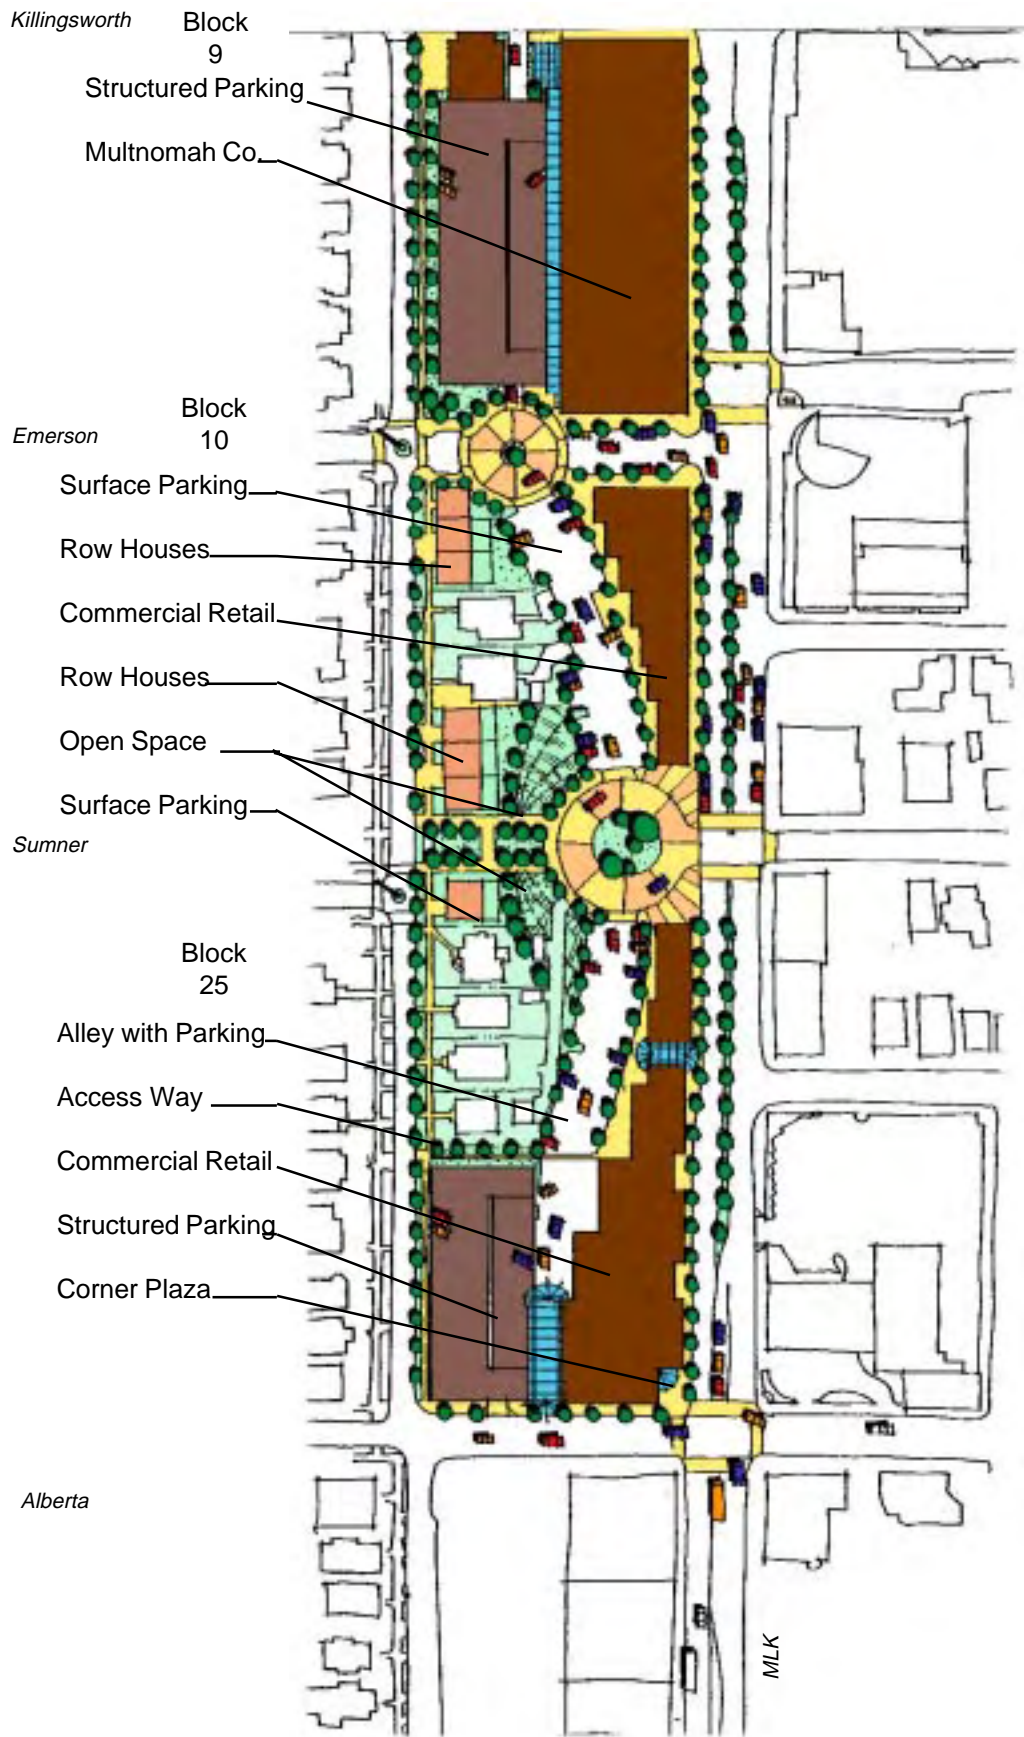 Killingsworth
Block
9
Structured Parking
Multnomah Co.
Block
10
Emerson
Surface Parking
Row Houses
Commercial Retail
Row Houses
Open Space
Surface Parking
Sumner
Block
25
Alley with Parking
Access Way
Commercial Retail
Structured Parking
Corner Plaza
Alberta
MLK